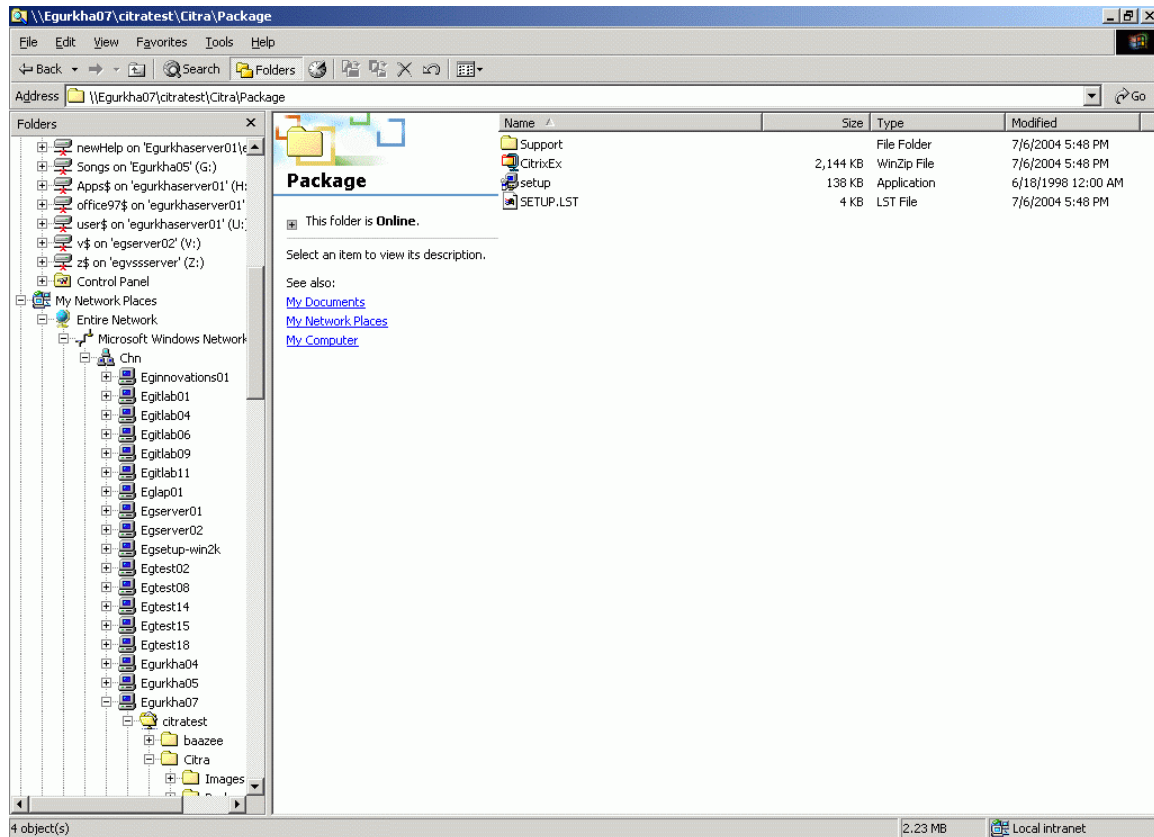 \\Egurkha07\citratest\Citra\Package
File Edit View Favorites Tools Help
Back Search Folders
Address \\Egurkha07\citratest\Citra\Package Go
Folders
newHelp on 'Egurkhaserver01\e
Songs on 'Egurkha05' (G:)
Apps$ on 'egurkhaserver01' (H:
office97$ on 'egurkhaserver01'
user$ on 'egurkhaserver01' (U:
v$ on 'egserver02' (V:)
z$ on 'egvssserver' (Z:)
Control Panel
My Network Places
Entire Network
Microsoft Windows Network
Chn
Eginnovations01
Egitlab01
Egitlab04
Egitlab06
Egitlab09
Egitlab11
Eglap01
Egserver01
Egserver02
Egsetup-win2k
Egtest02
Egtest08
Egtest14
Egtest15
Egtest18
Egurkha04
Egurkha05
Egurkha07
citratest
baazee
Citra
Images
Package
This folder is Online.
Select an item to view its description.
See also:
My Documents
My Network Places
My Computer
Name Size Type Modified
Support File Folder 7/6/2004 5:48 PM
CitrixEx 2,144 KB WinZip File 7/6/2004 5:48 PM
setup 138 KB Application 6/18/1998 12:00 AM
SETUP.LST 4 KB LST File 7/6/2004 5:48 PM
4 object(s) 2.23 MB Local intranet